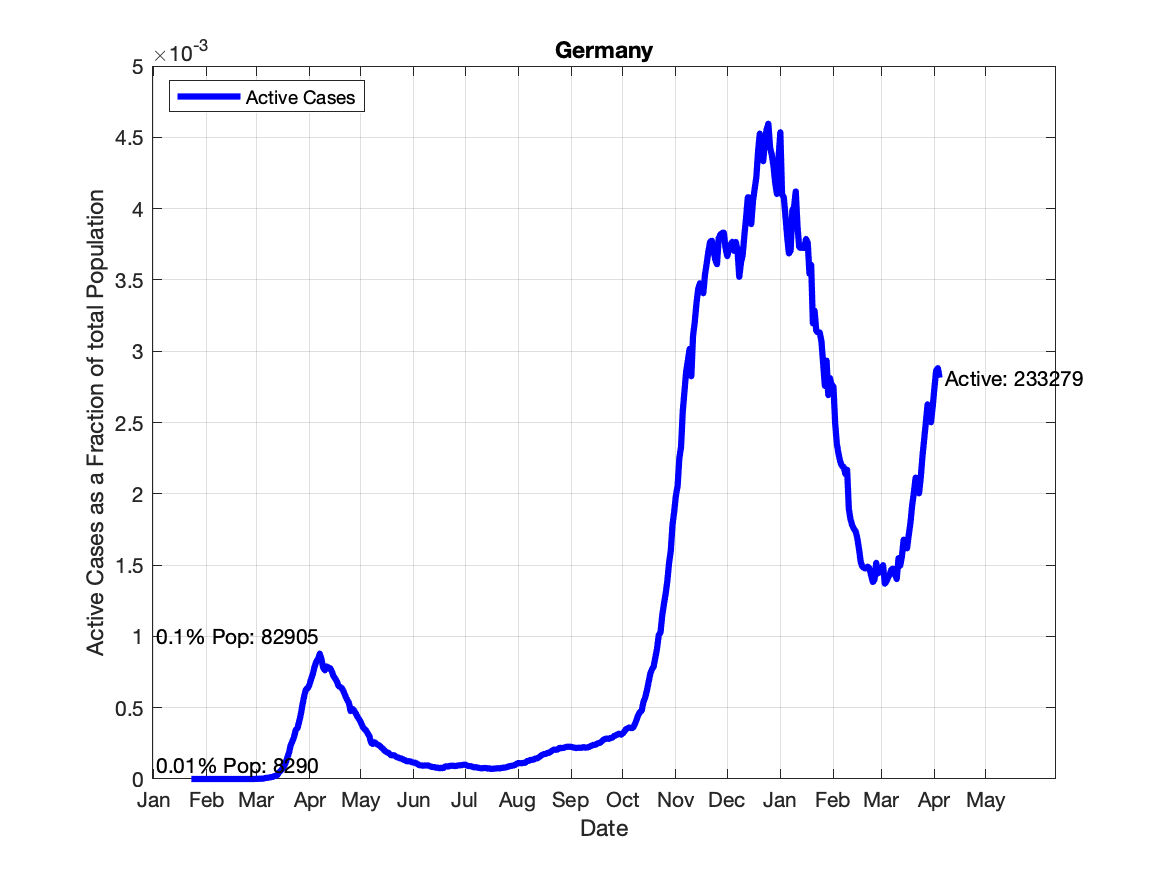 Germany
×10-3
Active Cases
5
4.5
4
3.5
3
2.5
2
1.5
1
0.5
0
Active Cases as a Fraction of total Population
Active: 233279
0.1% Pop: 82905
0.01% Pop: 8290
Jan Feb Mar Apr May Jun Jul Aug Sep Oct Nov Dec Jan Feb Mar Apr May
Date